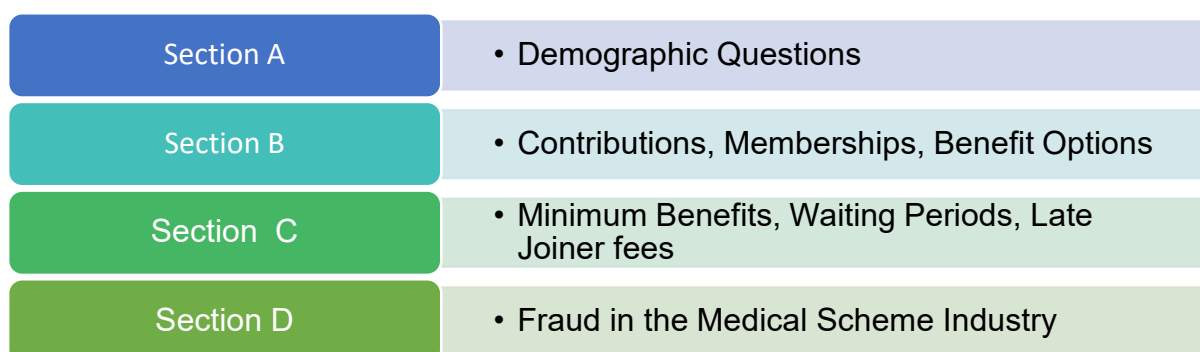 Section A
• Demographic Questions
Section B
• Contributions, Memberships, Benefit Options
Section C
• Minimum Benefits, Waiting Periods, Late
Joiner fees
Section D
• Fraud in the Medical Scheme Industry